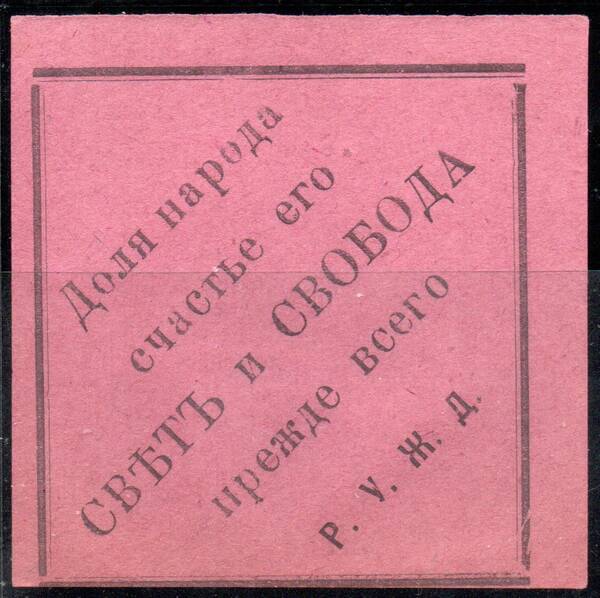 Доля народа
счастье его
СВѢТЪ и СВОБОДА
прежде всего
Р. У. Ж. Д.